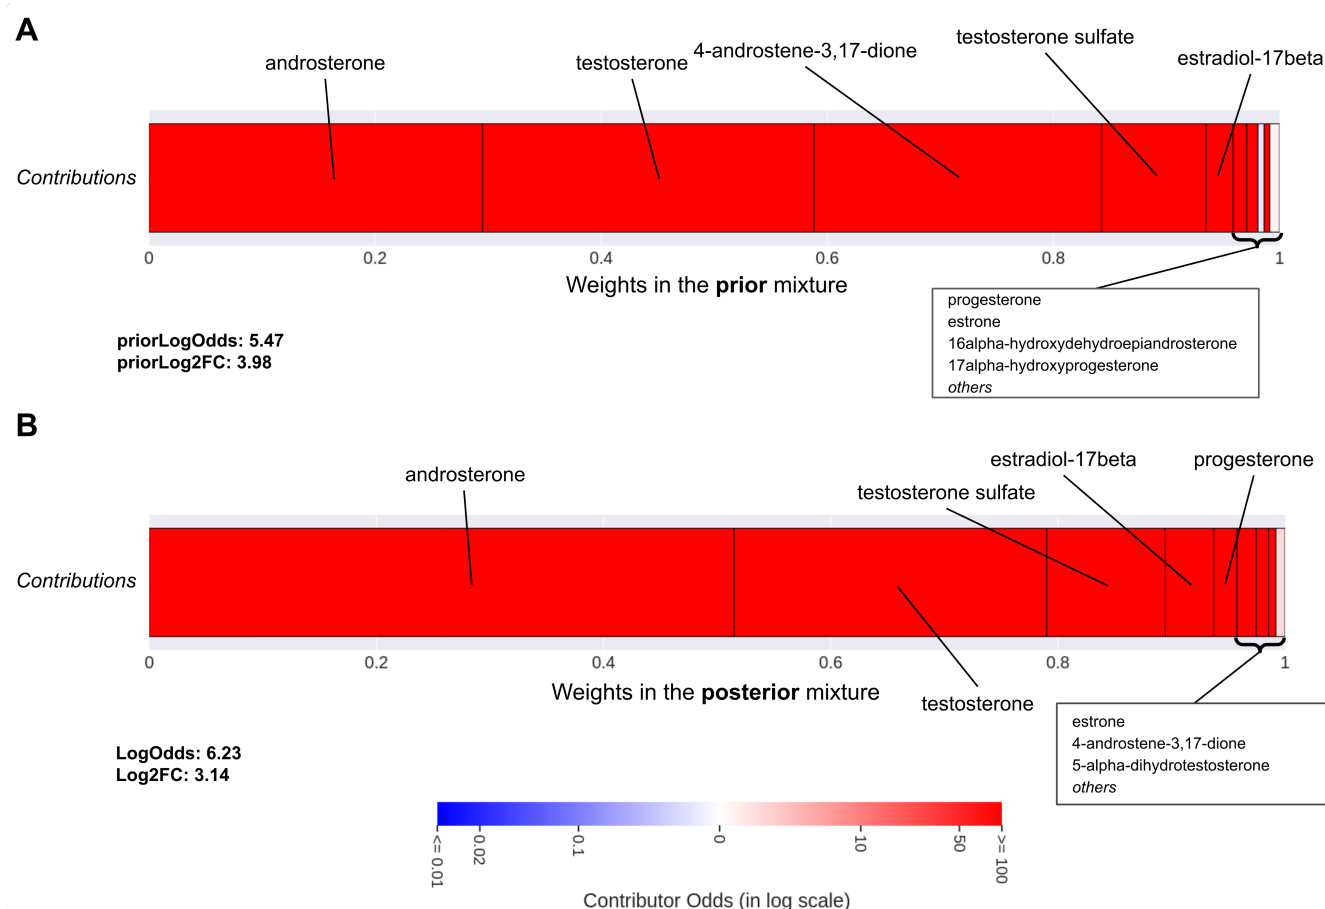 A
androsterone
testosterone
4-androstene-3,17-dione
testosterone sulfate
estradiol-17beta
Contributions
0 0.2 0.4 0.6 0.8 1
Weights in the prior mixture
progesterone
estrone
16alpha-hydroxydehydroepiandrosterone
17alpha-hydroxyprogesterone
others
priorLogOdds: 5.47
priorLog2FC: 3.98
B
androsterone
testosterone sulfate
estradiol-17beta
progesterone
Contributions
0 0.2 0.4 0.6 0.8 1
Weights in the posterior mixture
testosterone
estrone
4-androstene-3,17-dione
5-alpha-dihydrotestosterone
others
LogOdds: 6.23
Log2FC: 3.14
<= 0.01 0.02 0.1 0 10 50 >= 100
Contributor Odds (in log scale)